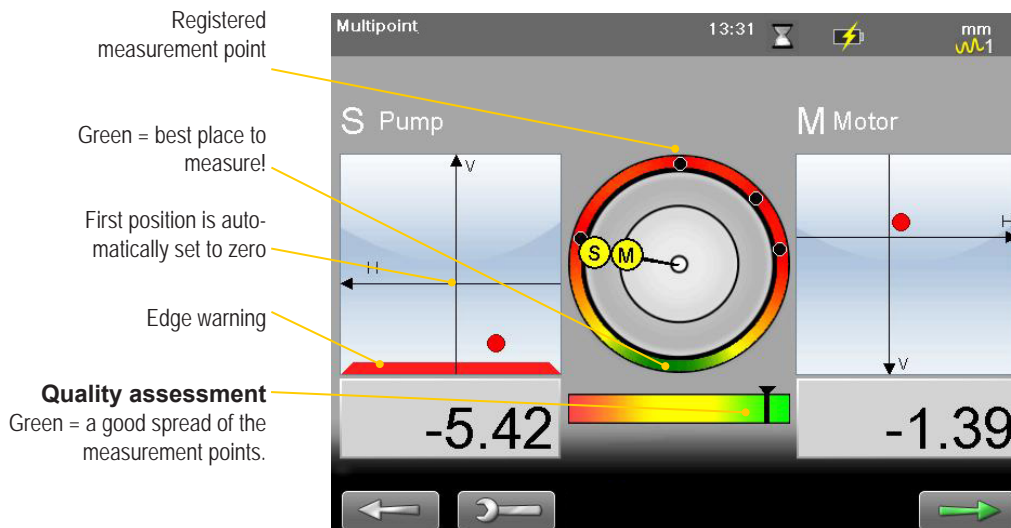 Registered
measurement point
Green = best place to
measure!
First position is auto-
matically set to zero
Edge warning
Quality assessment
Green = a good spread of the
measurement points.
Multipoint
13:31
mm
1
S Pump
M Motor
V
H
S
M
H
V
-5.42
-1.39